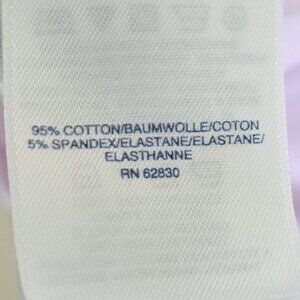 95% COTTON/BAUMWOLLE/COTON
5% SPANDEX/ELASTANE/ELASTANE/
ELASTHANNE
RN 62830